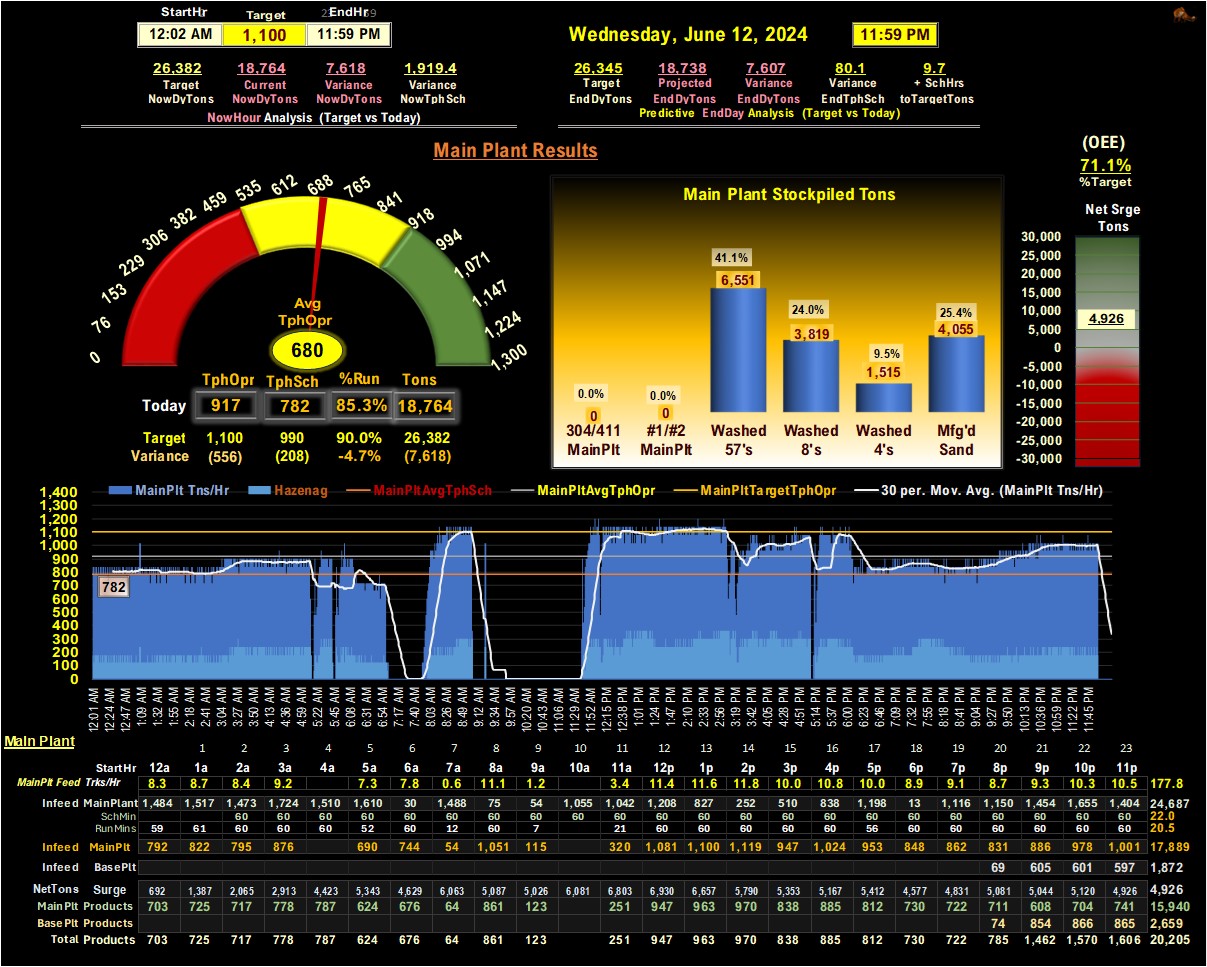 StartHr Target EndHr
12:02 AM 1,100 11:59 PM
Wednesday, June 12, 2024 11:59 PM
26,382 18,764 7,618 1,919.4
Target Current Variance Variance
NowDyTons NowDyTons NowDyTons NowTphSch
NowHour Analysis (Target vs Today)
26,345 18,738 7,607 80.1 9.7
Target Projected Variance Variance + SchHrs
EndDyTons EndDyTons EndDyTons EndTphSch toTargetTons
Predictive EndDay Analysis (Target vs Today)
Main Plant Results
(OEE)
71.1%
%Target
0 76 153 229 306 382 459 535 612 688 765 841 918 994 1,071 1,147 1,224 1,300
Avg
TphOpr
680
TphOpr TphSch %Run Tons
Today 917 782 85.3% 18,764
Target 1,100 990 90.0% 26,382
Variance (556) (208) -4.7% (7,618)
Main Plant Stockpiled Tons
0.0% 0.0% 41.1% 24.0% 9.5% 25.4%
0 0 6,551 3,819 1,515 4,055
304/411 #1/#2 Washed Washed Washed Mfg'd
MainPlt MainPlt 57's 8's 4's Sand
Net Srge
Tons
30,000
25,000
20,000
15,000
10,000
5,000
0
-5,000
-10,000
-15,000
-20,000
-25,000
-30,000
4,926
MainPlt Tns/Hr Hazenag MainPltAvgTphSch MainPltAvgTphOpr MainPltTargetTphOpr 30 per. Mov. Avg. (MainPlt Tns/Hr)
1,400
1,300
1,200
1,100
1,000
900
800
700
600
500
400
300
200
100
0
782
12:01 AM 12:24 AM 12:47 AM 1:09 AM 1:32 AM 1:55 AM 2:18 AM 2:41 AM 3:04 AM 3:27 AM 3:50 AM 4:13 AM 4:36 AM 4:59 AM 5:22 AM 5:45 AM 6:08 AM 6:31 AM 6:54 AM 7:17 AM 7:40 AM 8:03 AM 8:26 AM 8:49 AM 9:12 AM 9:34 AM 9:57 AM 10:20 AM 10:43 AM 11:06 AM 11:29 AM 11:52 AM 12:15 PM 12:38 PM 1:01 PM 1:24 PM 1:47 PM 2:10 PM 2:33 PM 2:56 PM 3:19 PM 3:42 PM 4:05 PM 4:28 PM 4:51 PM 5:14 PM 5:37 PM 6:00 PM 6:23 PM 6:46 PM 7:09 PM 7:32 PM 7:55 PM 8:18 PM 8:41 PM 9:04 PM 9:27 PM 9:50 PM 10:13 PM 10:36 PM 10:59 PM 11:22 PM 11:45 PM
Main Plant
1 2 3 4 5 6 7 8 9 10 11 12 13 14 15 16 17 18 19 20 21 22 23
StartHr 12a 1a 2a 3a 4a 5a 6a 7a 8a 9a 10a 11a 12p 1p 2p 3p 4p 5p 6p 7p 8p 9p 10p 11p
MainPlt Feed Trks/Hr 8.3 8.7 8.4 9.2 7.3 7.8 0.6 11.1 1.2 3.4 11.4 11.6 11.8 10.0 10.8 10.0 8.9 9.1 8.7 9.3 10.3 10.5 177.8
Infeed MainPlant 1,484 1,517 1,473 1,724 1,510 1,610 30 1,488 75 54 1,055 1,042 1,208 827 252 510 838 1,198 13 1,116 1,150 1,454 1,655 1,404 24,687
SchMin 60 60 60 60 60 60 60 60 60 60 60 60 60 60 60 60 60 60 60 60 60 60 22.0
RunMins 59 61 60 60 52 60 12 60 7 21 60 60 60 60 60 56 60 60 60 60 60 60 20.5
Infeed MainPlt 792 822 795 876 690 744 54 1,051 115 320 1,081 1,100 1,119 947 1,024 953 848 862 831 886 978 1,001 17,889
Infeed BasePlt 69 605 601 597 1,872
NetTons Surge 692 1,387 2,065 2,913 4,423 5,343 4,629 6,063 5,087 5,026 6,081 6,803 6,930 6,657 5,790 5,353 5,167 5,412 4,577 4,831 5,081 5,044 5,120 4,926 4,926
MainPlt Products 703 725 717 778 787 624 676 64 861 123 251 947 963 970 838 885 812 730 722 711 608 704 741 15,940
BasePlt Products 74 854 866 865 2,659
Total Products 703 725 717 778 787 624 676 64 861 123 251 947 963 970 838 885 812 730 722 785 1,462 1,570 1,606 20,205